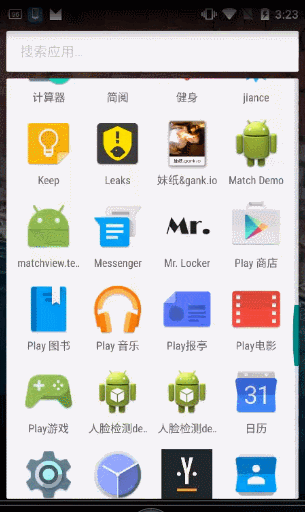 3:23
搜索应用...
计算器 简阅 健身 jiance
Keep Leaks 妹纸&gank.io Match Demo
matchview.te.. Messenger Mr. Locker Play 商店
Mr.
Play 图书 Play 音乐 Play报亭 Play电影
31
Play游戏 人脸检测de.. 人脸检测de.. 日历
.Y.